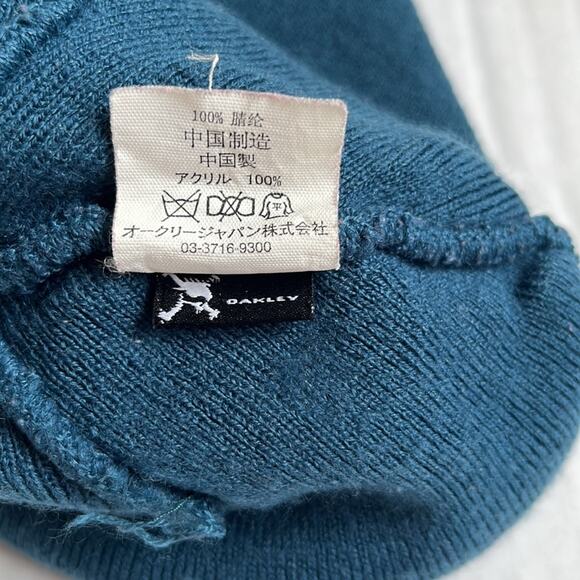 100% 腈纶
中国制造
中国製
アクリル 100%
平
オークリージャパン株式会社
03-3716-9300
OAKLEY